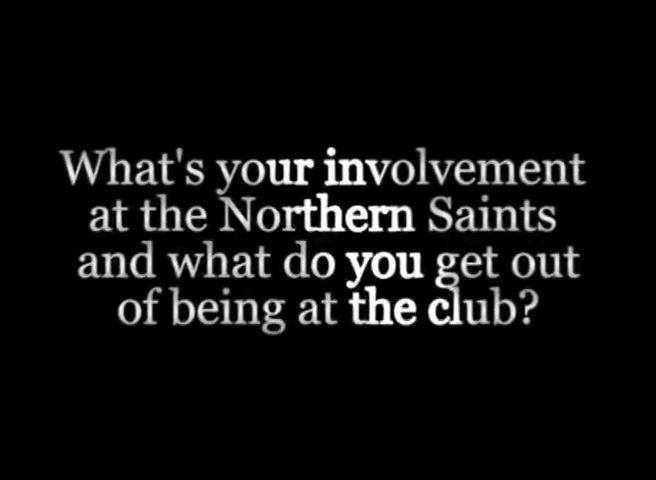 What's your involvement
at the Northern Saints
and what do you get out
of being at the club?